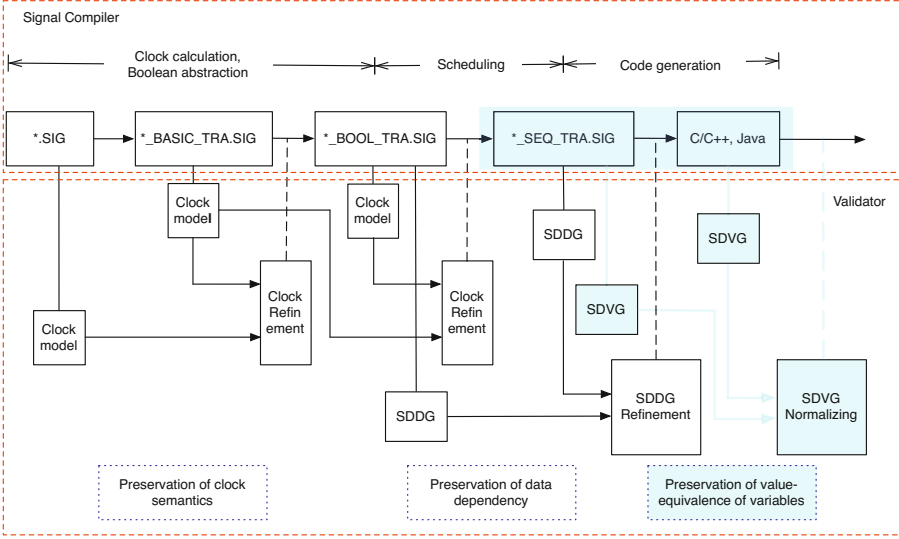 Signal Compiler
Clock calculation,
Boolean abstraction
Scheduling
Code generation
*.SIG
*_BASIC_TRA.SIG
*_BOOL_TRA.SIG
*_SEQ_TRA.SIG
C/C++, Java
Validator
Clock
model
Clock
model
SDDG
SDVG
Clock
Refin
ement
Clock
Refin
ement
SDVG
Clock
model
SDDG
SDDG
Refinement
SDVG
Normalizing
Preservation of clock
semantics
Preservation of data
dependency
Preservation of value-
equivalence of variables